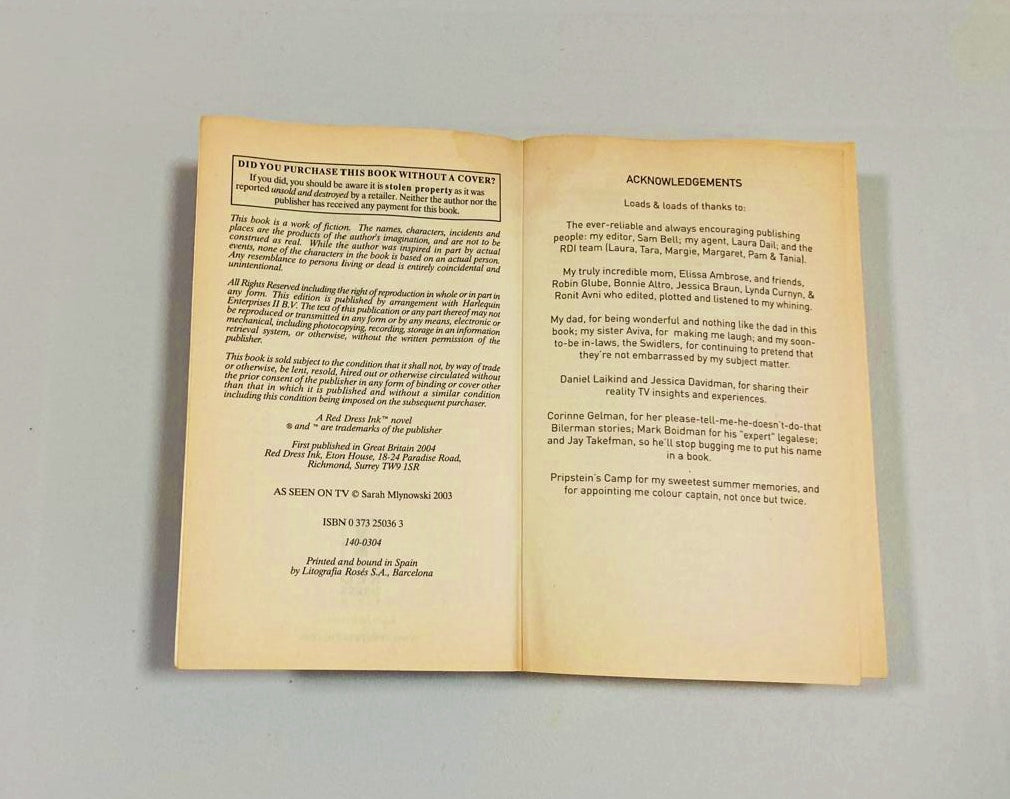 DID YOU PURCHASE THIS BOOK WITHOUT A COVER?
If you did, you should be aware it is stolen property as it was
reported unsold and destroyed by a retailer. Neither the author nor the
publisher has received any payment for this book.
This book is a work of fiction. The names, characters, incidents and
places are the products of the author's imagination, and are not to be
construed as real. While the author was inspired in part by actual
events, none of the characters in the book is based on an actual person.
Any resemblance to persons living or dead is entirely coincidental and
unintentional.
All Rights Reserved including the right of reproduction in whole or in part in
any form. This edition is published by arrangement with Harlequin
Enterprises II B.V. The text of this publication or any part thereof may not
be reproduced or transmitted in any form or by any means, electronic or
mechanical, including photocopying, recording, storage in an information
retrieval system, or otherwise, without the written permission of the
publisher.
This book is sold subject to the condition that it shall not, by way of trade
or otherwise, be lent, resold, hired out or otherwise circulated without
the prior consent of the publisher in any form of binding or cover other
than that in which it is published and without a similar condition
including this condition being imposed on the subsequent purchaser.
A Red Dress Ink™ novel
® and ™ are trademarks of the publisher
First published in Great Britain 2004
Red Dress Ink, Eton House, 18-24 Paradise Road,
Richmond, Surrey TW9 1SR
AS SEEN ON TV © Sarah Mlynowski 2003
ISBN 0 373 25036 3
140-0304
Printed and bound in Spain
by Litografia Rosés S.A., Barcelona
ACKNOWLEDGEMENTS
Loads & loads of thanks to:
The ever-reliable and always encouraging publishing
people: my editor, Sam Bell; my agent, Laura Dail; and the
RDI team (Laura, Tara, Margie, Margaret, Pam & Tania).
My truly incredible mom, Elissa Ambrose, and friends,
Robin Glube, Bonnie Altro, Jessica Braun, Lynda Curnyn, &
Ronit Avni who edited, plotted and listened to my whining.
My dad, for being wonderful and nothing like the dad in this
book; my sister Aviva, for making me laugh; and my soon-
to-be in-laws, the Swidlers, for continuing to pretend that
they're not embarrassed by my subject matter.
Daniel Laikind and Jessica Davidman, for sharing their
reality TV insights and experiences.
Corinne Gelman, for her please-tell-me-he-doesn't-do-that
Bilerman stories; Mark Boidman for his "expert" legalese;
and Jay Takefman, so he'll stop bugging me to put his name
in a book.
Pripstein's Camp for my sweetest summer memories, and
for appointing me colour captain, not once but twice.